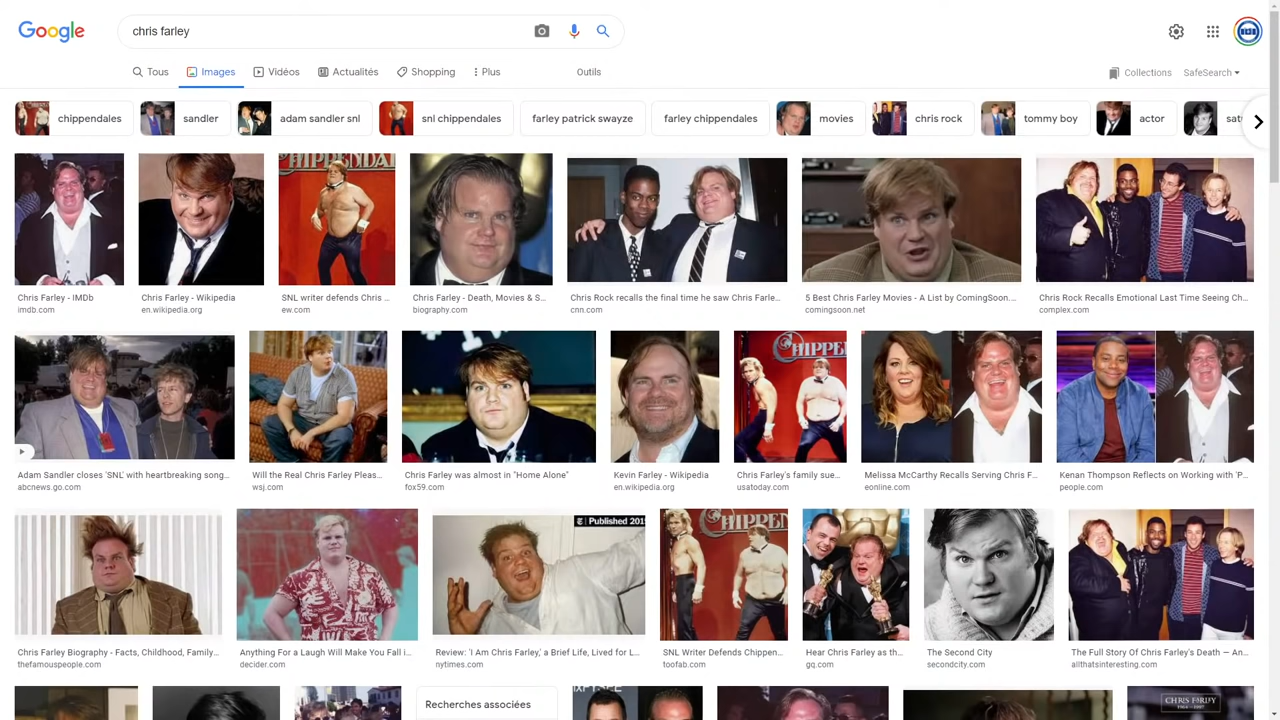 Google
chris farley
Tous
Images
Vidéos
Actualités
Shopping
Plus
Outils
Collections
SafeSearch
chippendales
sandler
adam sandler snl
snl chippendales
farley patrick swayze
farley chippendales
movies
chris rock
tommy boy
actor
CHIPPENDAL
Chris Farley - IMDb
Chris Farley - Wikipedia
SNL writer defends Chris ...
Chris Farley - Death, Movies & S...
Chris Rock recalls the final time he saw Chris Farle...
5 Best Chris Farley Movies - A List by ComingSoon....
Chris Rock Recalls Emotional Last Time Seeing Ch...
imdb.com
en.wikipedia.org
ew.com
biography.com
cnn.com
comingsoon.net
complex.com
CHIPPEN
Adam Sandler closes 'SNL' with heartbreaking song...
Will the Real Chris Farley Pleas...
Chris Farley was almost in "Home Alone"
Kevin Farley - Wikipedia
Chris Farley's family sue...
Melissa McCarthy Recalls Serving Chris F...
Kenan Thompson Reflects on Working with 'P...
abcnews.go.com
wsj.com
fox59.com
en.wikipedia.org
usatoday.com
eonline.com
people.com
Published 201
CHIPPEN
Chris Farley Biography - Facts, Childhood, Family...
Anything For a Laugh Will Make You Fall i...
Review: 'I Am Chris Farley,' a Brief Life, Lived for L...
SNL Writer Defends Chippen...
Hear Chris Farley as th...
The Second City
The Full Story Of Chris Farley's Death — An...
thefamouspeople.com
decider.com
nytimes.com
toofab.com
gq.com
secondcity.com
allthatsinteresting.com
Recherches associées
CHRIS FARLEY